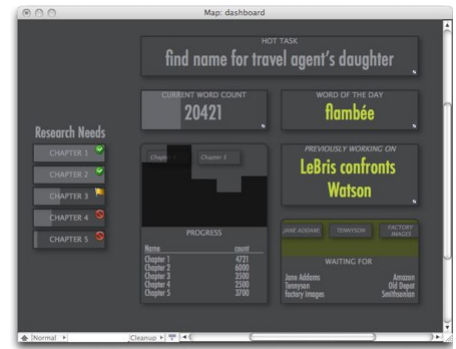 Map: dashboard
HOT TASK
find name for travel agent's daughter
CURRENT WORD COUNT
20421
WORD OF THE DAY
flambée
Research Needs
CHAPTER 1
CHAPTER 2
CHAPTER 3
CHAPTER 4
CHAPTER 5
Chapter 5
PROGRESS
Name count
Chapter 1 4721
Chapter 2 6000
Chapter 3 3500
Chapter 4 2500
Chapter 5 3700
PREVIOUSLY WORKING ON
LeBris confronts
Watson
JANE ADDAMS
TENNYSON
FACTORY
IMAGES
WAITING FOR
Jane Addams Amazon
Tennyson Old Depot
factory images Smithsonian
Normal
Cleanup